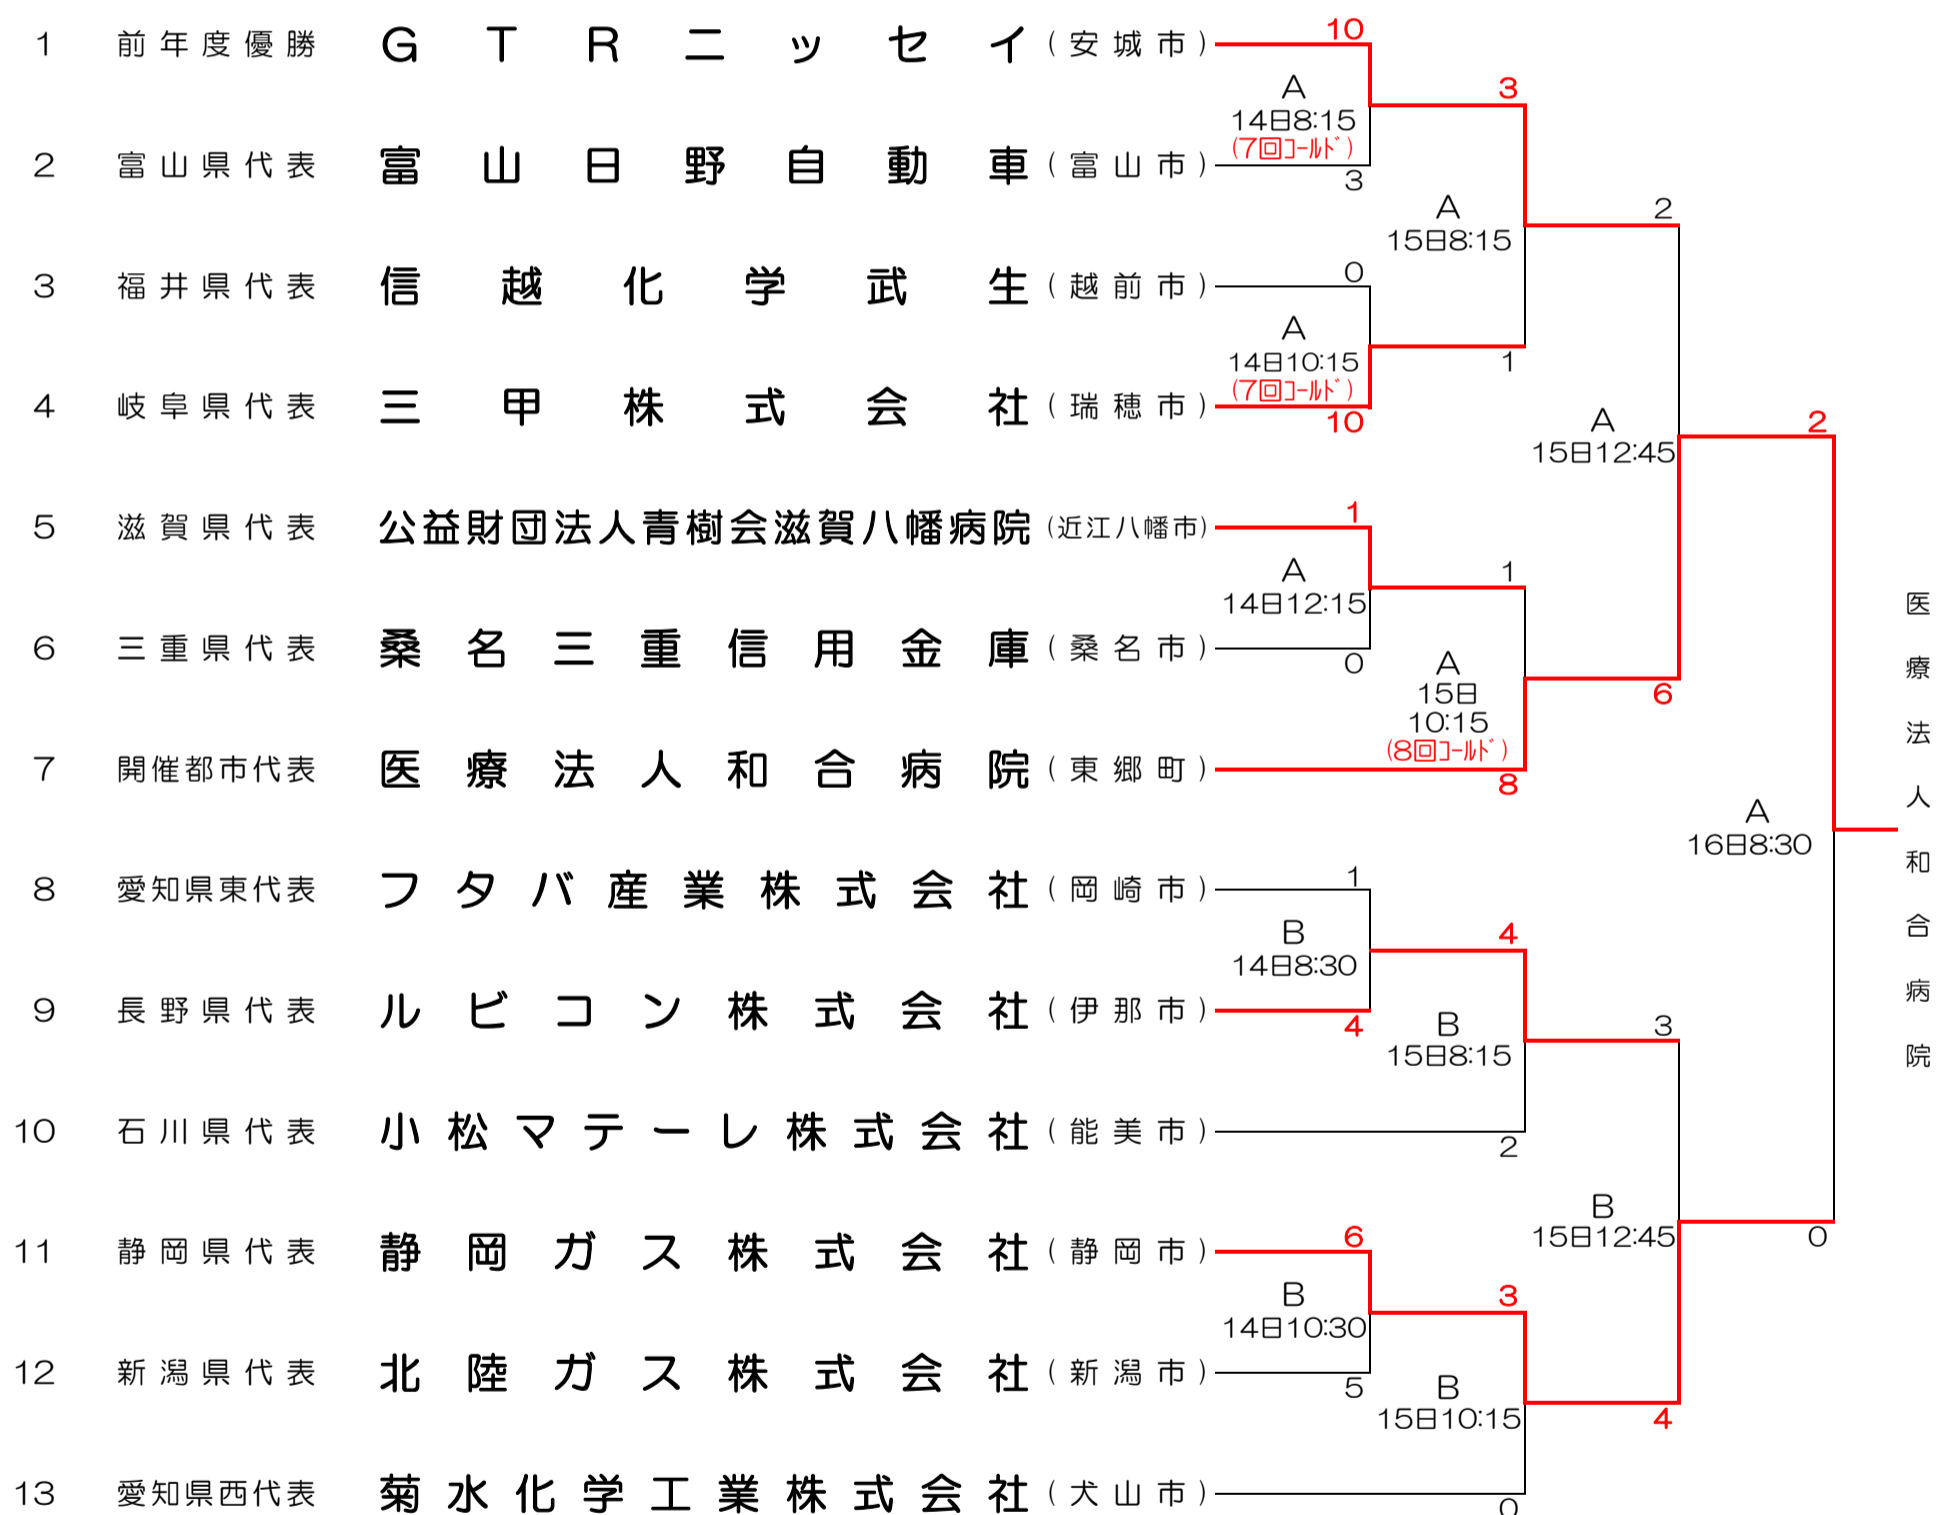 1 前年度優勝 GTRニッセイ (安城市) 10
A
14日8:15
(7回ｺｰﾙﾄﾞ)
3
2 富山県代表 富山日野自動車 (富山市) 3
A
15日8:15
2
3 福井県代表 信越化学武生 (越前市) 0
A
14日10:15
(7回ｺｰﾙﾄﾞ)
1
4 岐阜県代表 三甲株式会社 (瑞穂市) 10
A
15日12:45
2
5 滋賀県代表 公益財団法人青樹会滋賀八幡病院 (近江八幡市) 1
A
14日12:15
1
6 三重県代表 桑名三重信用金庫 (桑名市) 0
A
15日
10:15
(8回ｺｰﾙﾄﾞ)
6
7 開催都市代表 医療法人和合病院 (東郷町) 8
A
16日8:30
医療法人和合病院
8 愛知県東代表 フタバ産業株式会社 (岡崎市) 1
B
14日8:30
4
9 長野県代表 ルビコン株式会社 (伊那市) 4
B
15日8:15
3
10 石川県代表 小松マテーレ株式会社 (能美市) 2
B
15日12:45
0
11 静岡県代表 静岡ガス株式会社 (静岡市) 6
B
14日10:30
3
12 新潟県代表 北陸ガス株式会社 (新潟市) 5
B
15日10:15
4
13 愛知県西代表 菊水化学工業株式会社 (犬山市) 0